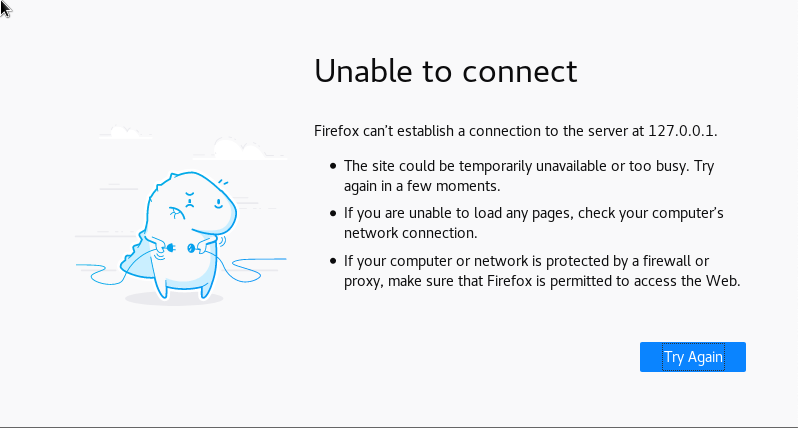 Unable to connect
Firefox can’t establish a connection to the server at 127.0.0.1.
• The site could be temporarily unavailable or too busy. Try
again in a few moments.
• If you are unable to load any pages, check your computer’s
network connection.
• If your computer or network is protected by a firewall or
proxy, make sure that Firefox is permitted to access the Web.
Try Again